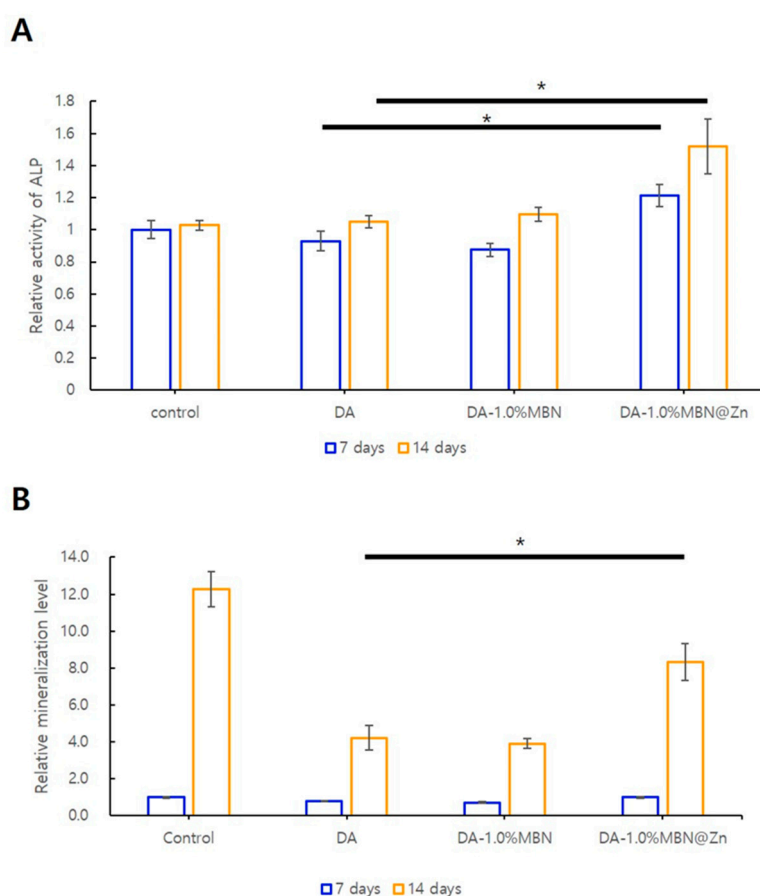 A
*
*
1.8
1.6
1.4
1.2
1
0.8
0.6
0.4
0.2
0
Relative activity of ALP
control DA DA-1.0%MBN DA-1.0%MBN@Zn
7 days 14 days
B
*
14.0
12.0
10.0
8.0
6.0
4.0
2.0
0.0
Relative mineralization level
Control DA DA-1.0%MBN DA-1.0%MBN@Zn
7 days 14 days